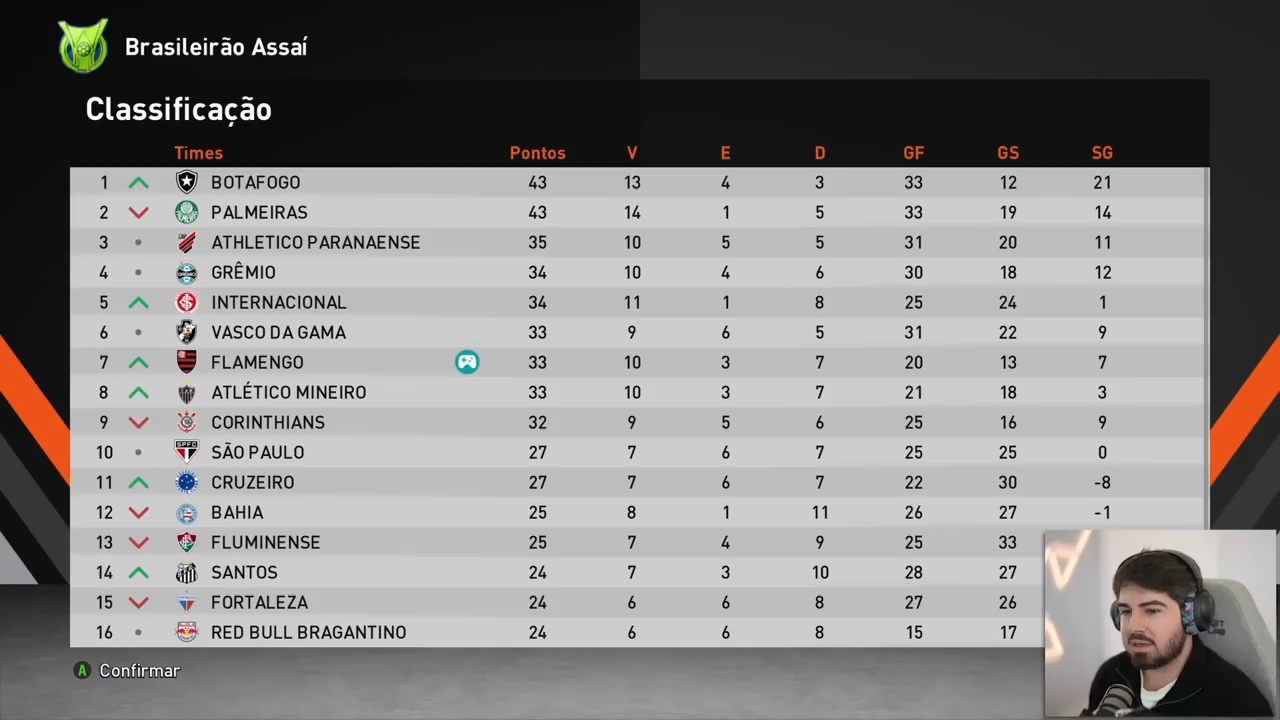 Brasileirão Assaí
Classificação
Times Pontos V E D GF GS SG
1 BOTAFOGO 43 13 4 3 33 12 21
2 PALMEIRAS 43 14 1 5 33 19 14
3 ATHLETICO PARANAENSE 35 10 5 5 31 20 11
4 GRÊMIO 34 10 4 6 30 18 12
5 INTERNACIONAL 34 11 1 8 25 24 1
6 VASCO DA GAMA 33 9 6 5 31 22 9
7 FLAMENGO 33 10 3 7 20 13 7
8 ATLÉTICO MINEIRO 33 10 3 7 21 18 3
9 CORINTHIANS 32 9 5 6 25 16 9
10 SPFC SÃO PAULO 27 7 6 7 25 25 0
11 CRUZEIRO 27 7 6 7 22 30 -8
12 BAHIA 25 8 1 11 26 27 -1
13 FLUMINENSE 25 7 4 9 25 33
14 SANTOS 24 7 3 10 28 27
15 FORTALEZA 24 6 6 8 27 26
16 RED BULL BRAGANTINO 24 6 6 8 15 17
A Confirmar